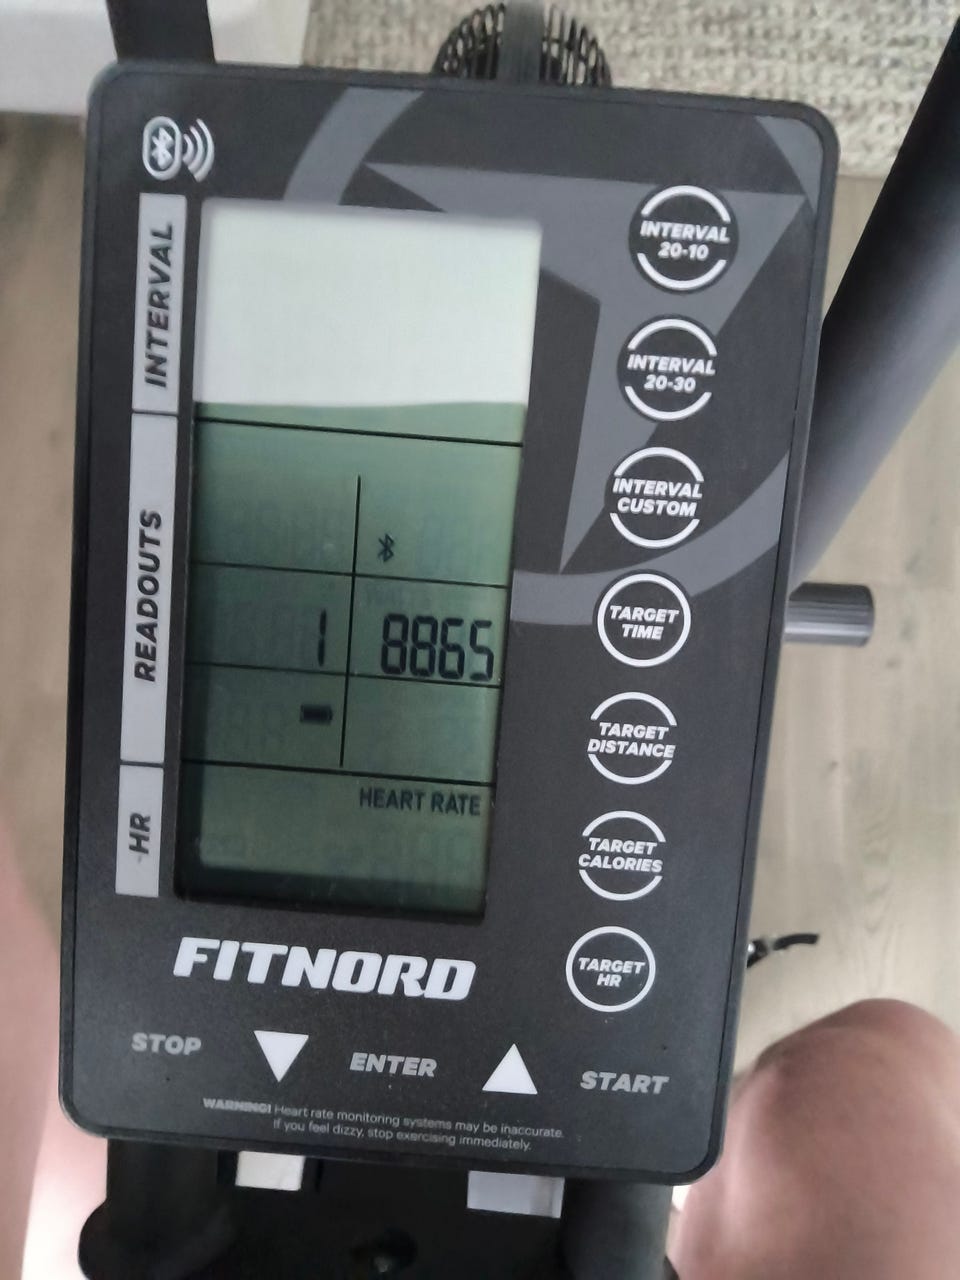 INTERVAL
READOUTS
HR
INTERVAL
20-10
INTERVAL
20-30
INTERVAL
CUSTOM
TARGET
TIME
TARGET
DISTANCE
TARGET
CALORIES
TARGET
HR
1 8865
HEART RATE
FITNORD
STOP ENTER START
WARNING! Heart rate monitoring systems may be inaccurate.
If you feel dizzy, stop exercising immediately.